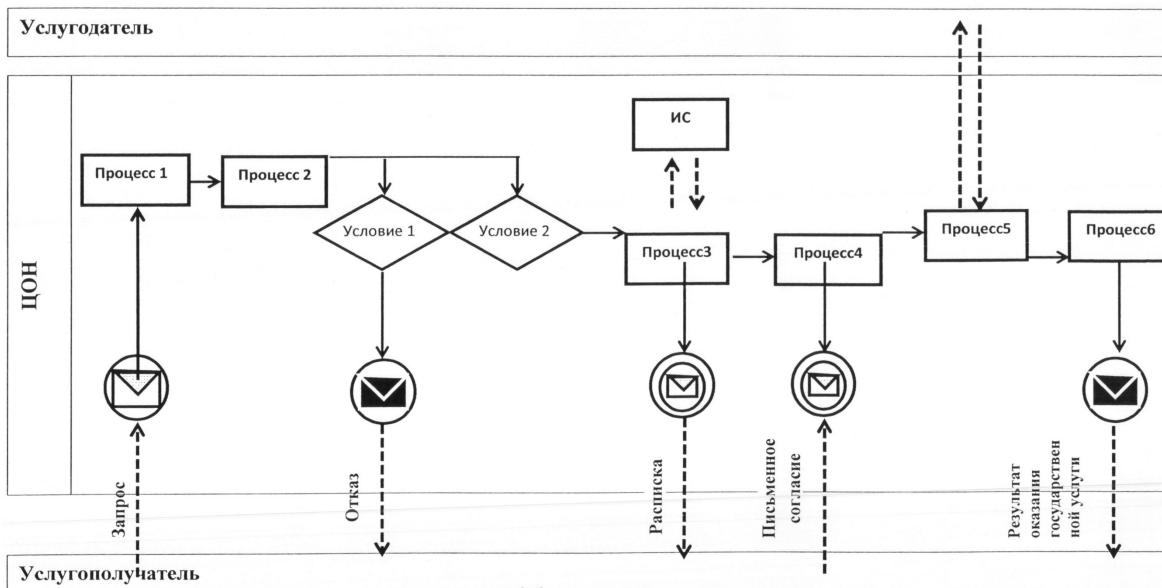 Услугодатель
ЦОН
ИС
Процесс 1
Процесс 2
Условие 1
Условие 2
Процесс3
Процесс4
Процесс5
Процесс6
Запрос
Отказ
Расписка
Письменное
согласие
Результат
оказания
государствен
ной услуги
Услугополучатель